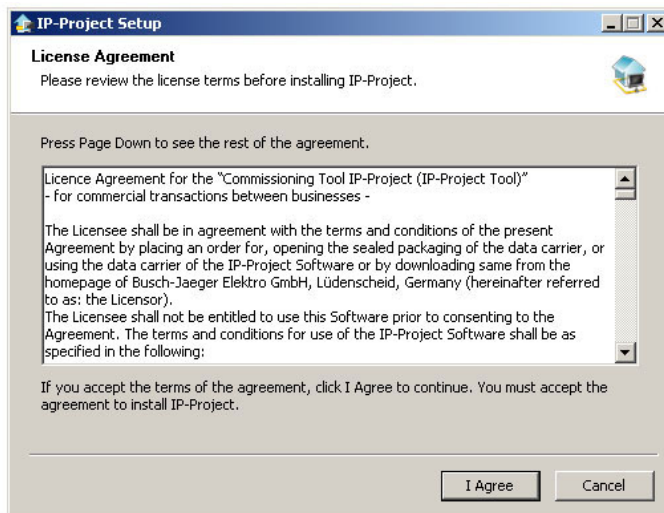 IP-Project Setup
License Agreement
Please review the license terms before installing IP-Project.
Press Page Down to see the rest of the agreement.
Licence Agreement for the "Commissioning Tool IP-Project (IP-Project Tool)"
- for commercial transactions between businesses -
The Licensee shall be in agreement with the terms and conditions of the present
Agreement by placing an order for, opening the sealed packaging of the data carrier, or
using the data carrier of the IP-Project Software or by downloading same from the
homepage of Busch-Jaeger Elektro GmbH, Lüdenscheid, Germany (hereinafter referred
to as: the Licensor).
The Licensee shall not be entitled to use this Software prior to consenting to the
Agreement. The terms and conditions for use of the IP-Project Software shall be as
specified in the following:
If you accept the terms of the agreement, click I Agree to continue. You must accept the
agreement to install IP-Project.
I Agree
Cancel